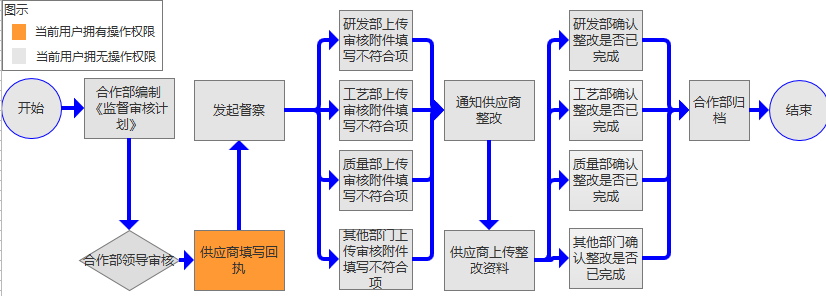 图示
当前用户拥有操作权限
当前用户拥无操作权限
开始
合作部编制
《监督审核计
划》
合作部领导审核
供应商填写回
执
发起督察
研发部上传
审核附件填
写不符合项
工艺部上传
审核附件填
写不符合项
质量部上传
审核附件填
写不符合项
其他部门上
传审核附件
填写不符合
项
通知供应商
整改
供应商上传整
改资料
研发部确认
整改是否已
完成
工艺部确认
整改是否已
完成
质量部确认
整改是否已
完成
其他部门确
认整改是否
已完成
合作部归
档
结束